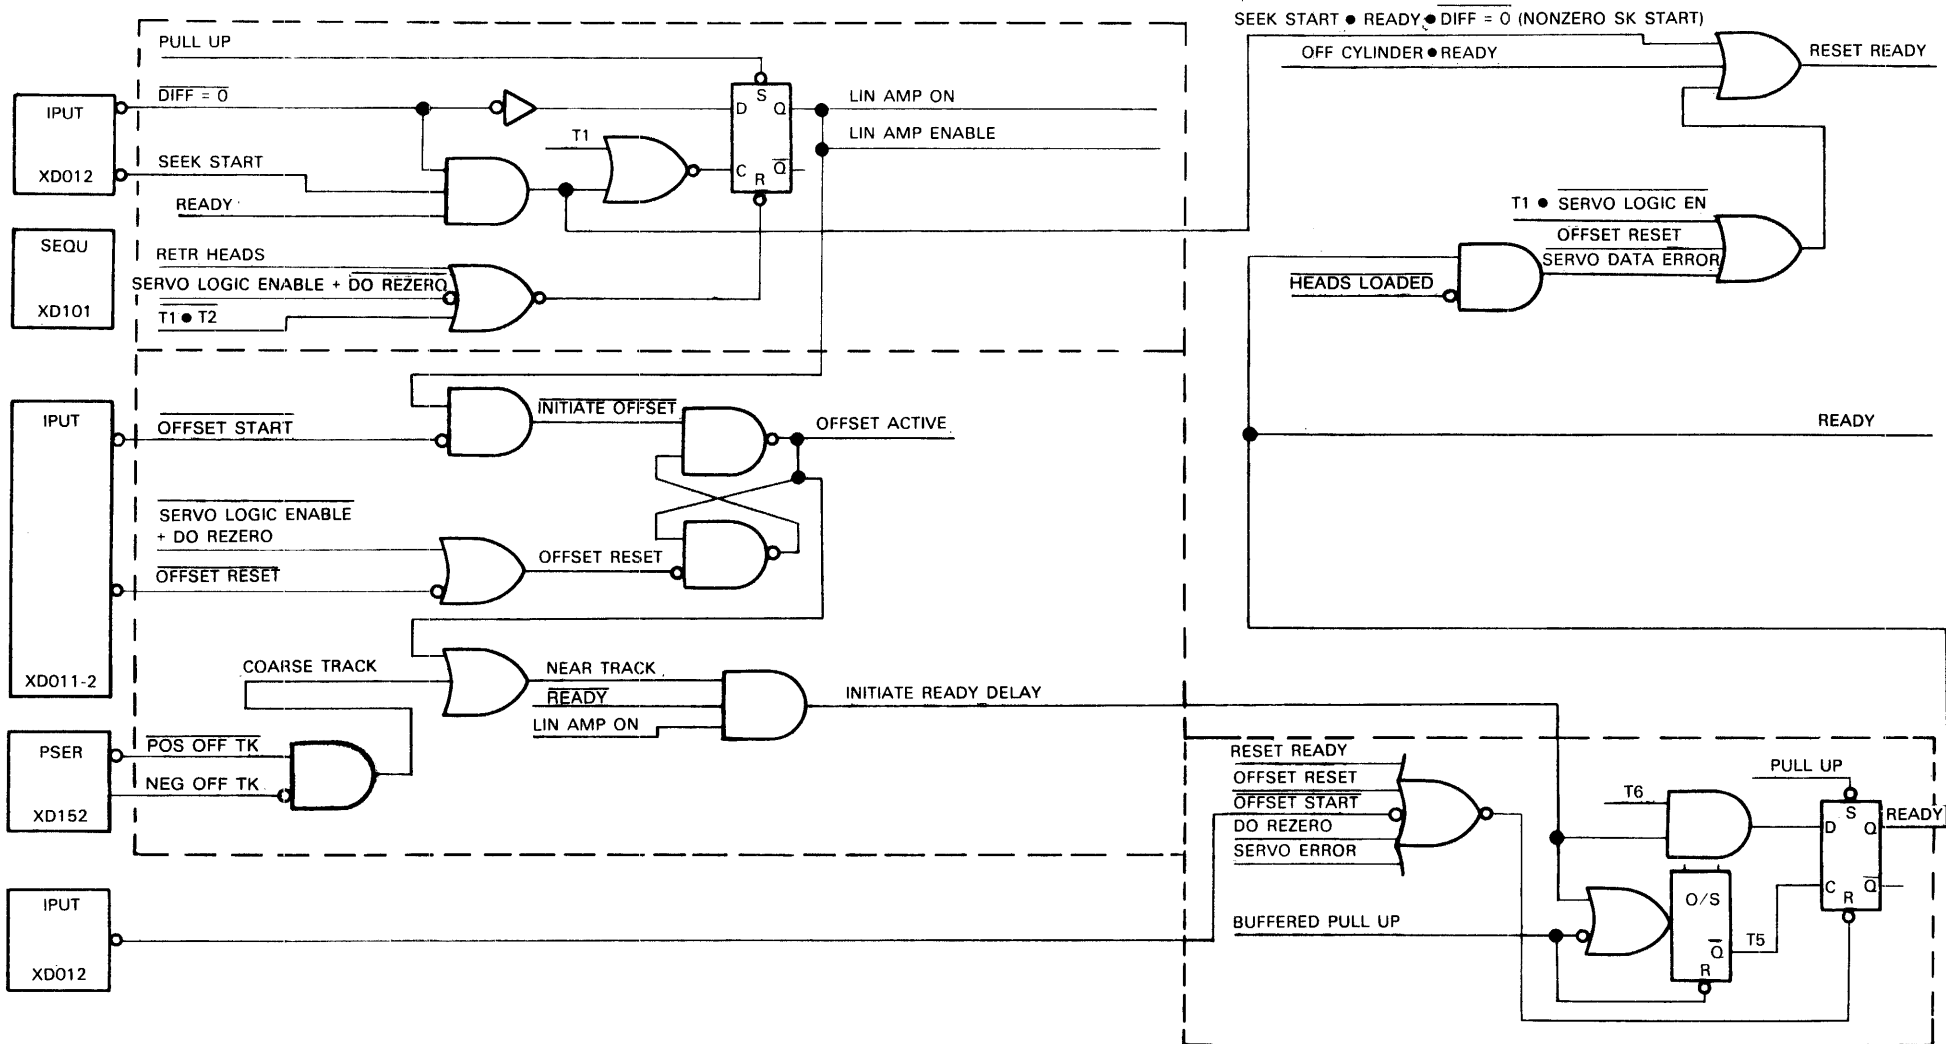 PULL UP
IPUT
XD012
DIFF = 0
SEEK START
READY
T1
S
D
Q
C
Q
R
LIN AMP ON
LIN AMP ENABLE
SEQU
XD101
RETR HEADS
SERVO LOGIC ENABLE + DO REZERO
T1 ● T2
SEEK START ● READY ● DIFF = 0 (NONZERO SK START)
OFF CYLINDER ● READY
RESET READY
T1 ● SERVO LOGIC EN
OFFSET RESET
SERVO DATA ERROR
HEADS LOADED
READY
IPUT
XD011-2
OFFSET START
INITIATE OFFSET
OFFSET ACTIVE
SERVO LOGIC ENABLE
+ DO REZERO
OFFSET RESET
OFFSET RESET
COARSE TRACK
NEAR TRACK
READY
LIN AMP ON
INITIATE READY DELAY
PSER
XD152
POS OFF TK
NEG OFF TK
IPUT
XD012
RESET READY
OFFSET RESET
OFFSET START
DO REZERO
SERVO ERROR
BUFFERED PULL UP
T6
O/S
Q
R
T5
PULL UP
S
D
Q
C
Q
R
READY